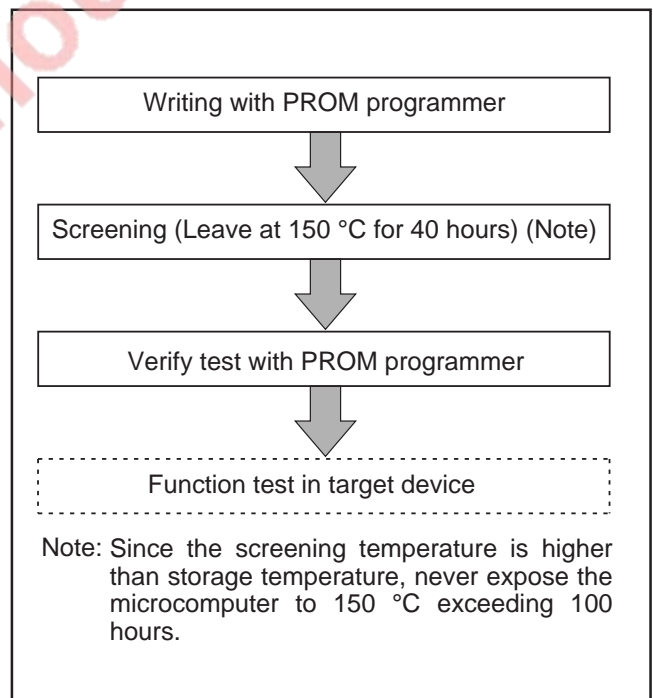 Writing with PROM programmer
Screening (Leave at 150 °C for 40 hours) (Note)
Verify test with PROM programmer
Function test in target device
Note: Since the screening temperature is higher
than storage temperature, never expose the
microcomputer to 150 °C exceeding 100
hours.